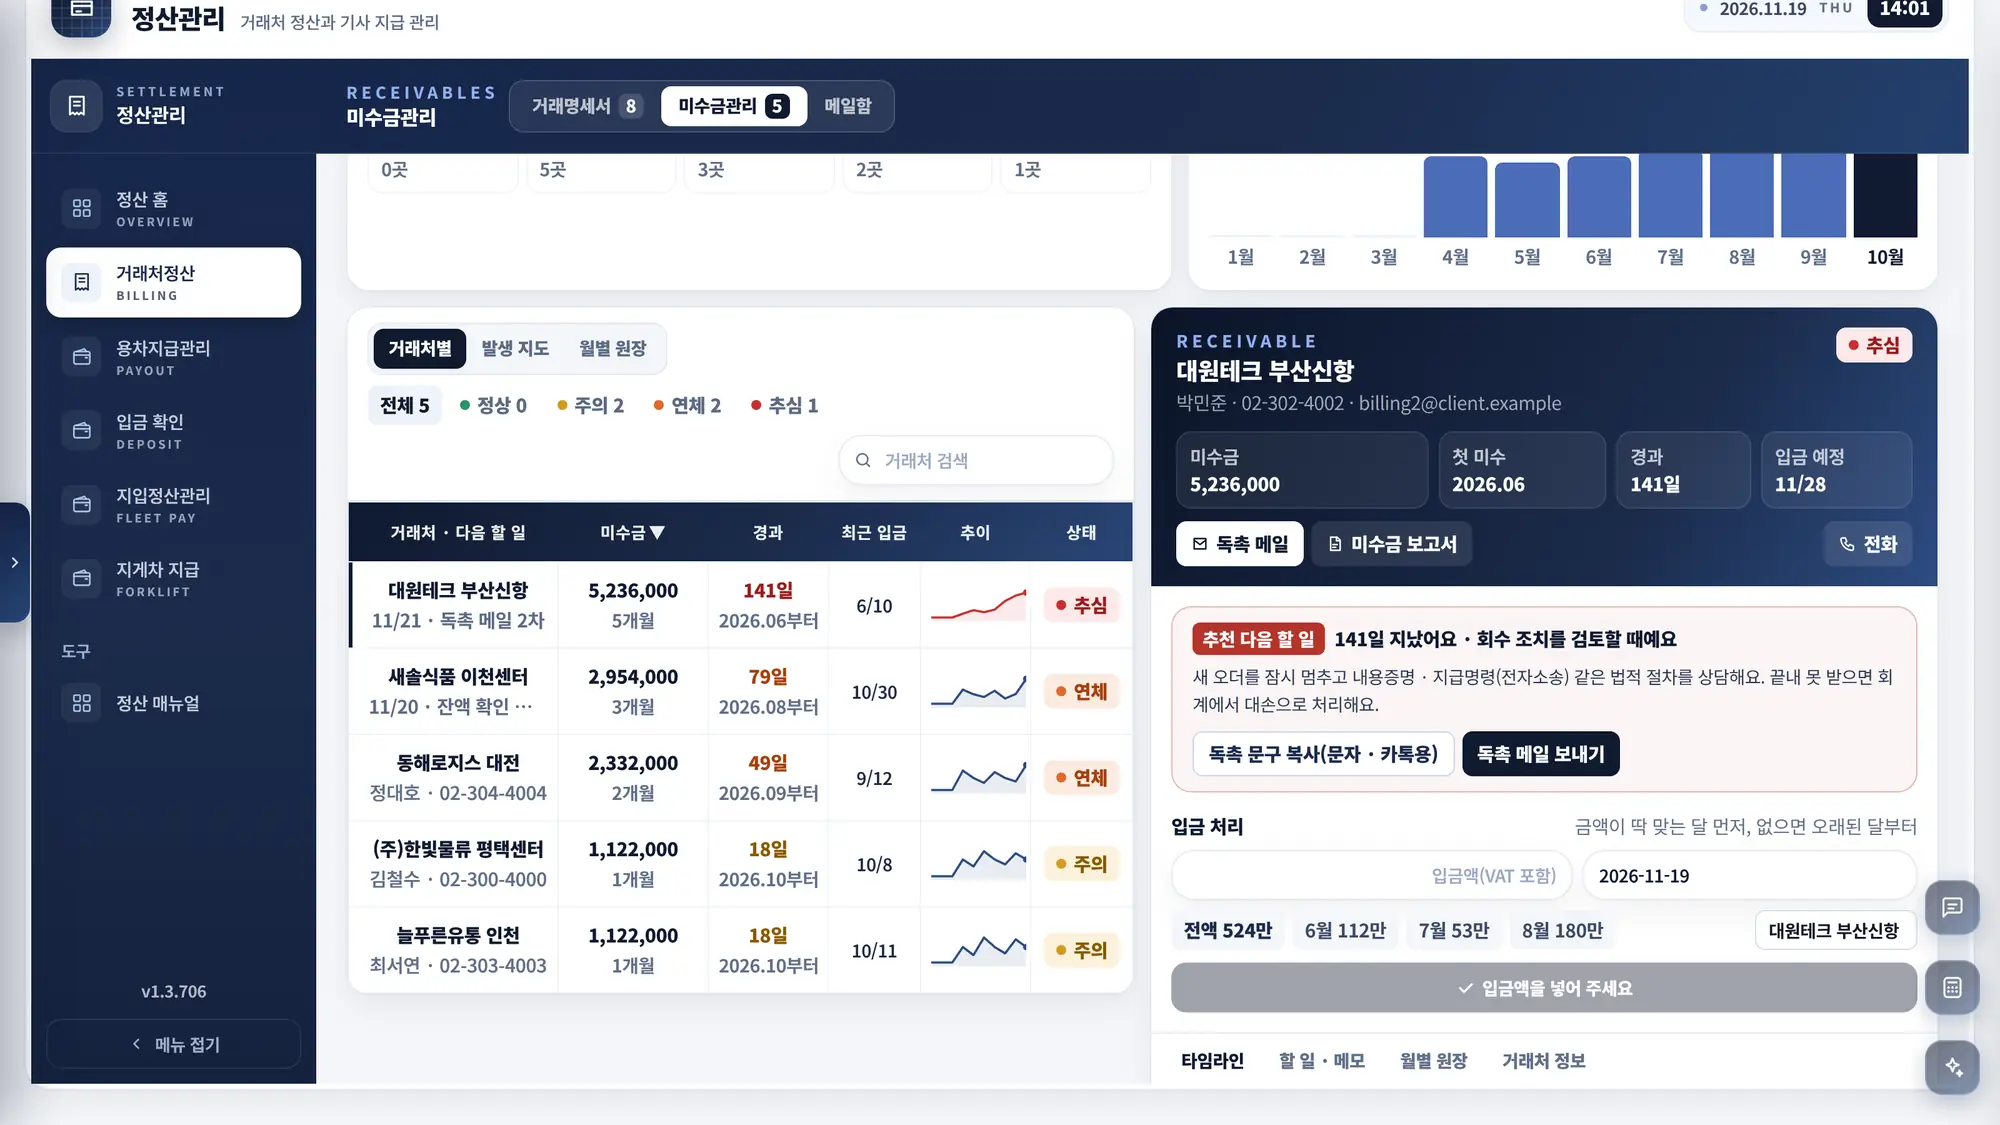 정산관리 거래처 정산과 기사 지급 관리
2026.11.19 THU 14:01
SETTLEMENT
정산관리
RECEIVABLES
미수금관리
거래명세서 8 미수금관리 5 메일함
정산 홈
OVERVIEW
거래처정산
BILLING
용차지급관리
PAYOUT
입금 확인
DEPOSIT
지입정산관리
FLEET PAY
지게차 지급
FORKLIFT
도구
정산 매뉴얼
v1.3.706
메뉴 접기
0곳 5곳 3곳 2곳 1곳
1월 2월 3월 4월 5월 6월 7월 8월 9월 10월
거래처별 발생 지도 월별 원장
전체 5 정상 0 주의 2 연체 2 추심 1
거래처 검색
거래처 · 다음 할 일 미수금▼ 경과 최근 입금 추이 상태
대원테크 부산신항 5,236,000 141일 6/10 추심
11/21 · 독촉 메일 2차 5개월 2026.06부터
새솔식품 이천센터 2,954,000 79일 10/30 연체
11/20 · 잔액 확인 ⋯ 3개월 2026.08부터
동해로지스 대전 2,332,000 49일 9/12 연체
정대호 · 02-304-4004 2개월 2026.09부터
(주)한빛물류 평택센터 1,122,000 18일 10/8 주의
김철수 · 02-300-4000 1개월 2026.10부터
늘푸른유통 인천 1,122,000 18일 10/11 주의
최서연 · 02-303-4003 1개월 2026.10부터
RECEIVABLE
대원테크 부산신항
추심
박민준 · 02-302-4002 · billing2@client.example
미수금 첫 미수 경과 입금 예정
5,236,000 2026.06 141일 11/28
독촉 메일 미수금 보고서 전화
추천 다음 할 일 141일 지났어요 · 회수 조치를 검토할 때예요
새 오더를 잠시 멈추고 내용증명 · 지급명령(전자소송) 같은 법적 절차를 상담해요. 끝내 못 받으면 회
계에서 대손으로 처리해요.
독촉 문구 복사(문자 · 카톡용) 독촉 메일 보내기
입금 처리 금액이 딱 맞는 달 먼저, 없으면 오래된 달부터
입금액(VAT 포함) 2026-11-19
전액 524만 6월 112만 7월 53만 8월 180만 대원테크 부산신항
입금액을 넣어 주세요
타임라인 할 일 · 메모 월별 원장 거래처 정보